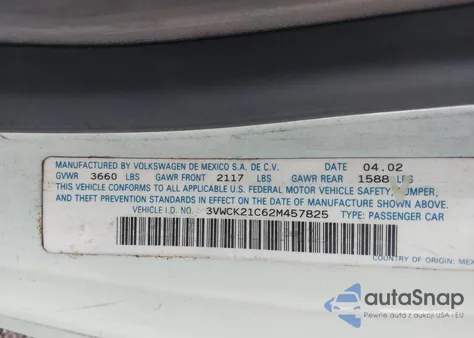 MANUFACTURED BY VOLKSWAGEN DE MEXICO S.A. DE C.V. DATE 04.02
GVWR 3660 LBS GAWR FRONT 2117 LBS GAWR REAR 1588 LBS
THIS VEHICLE CONFORMS TO ALL APPLICABLE U.S. FEDERAL MOTOR VEHICLE SAFETY, BUMPER,
AND THEFT PREVENTION STANDARDS IN EFFECT ON THE DATE OF MANUFACTURE SHOWN ABOVE.
VEHICLE I.D. NO. 3VWCK21C62M457825 TYPE: PASSENGER CAR
COUNTRY OF ORIGIN: MEX
autoSnap
Pewne auta z aukcji USA i EU